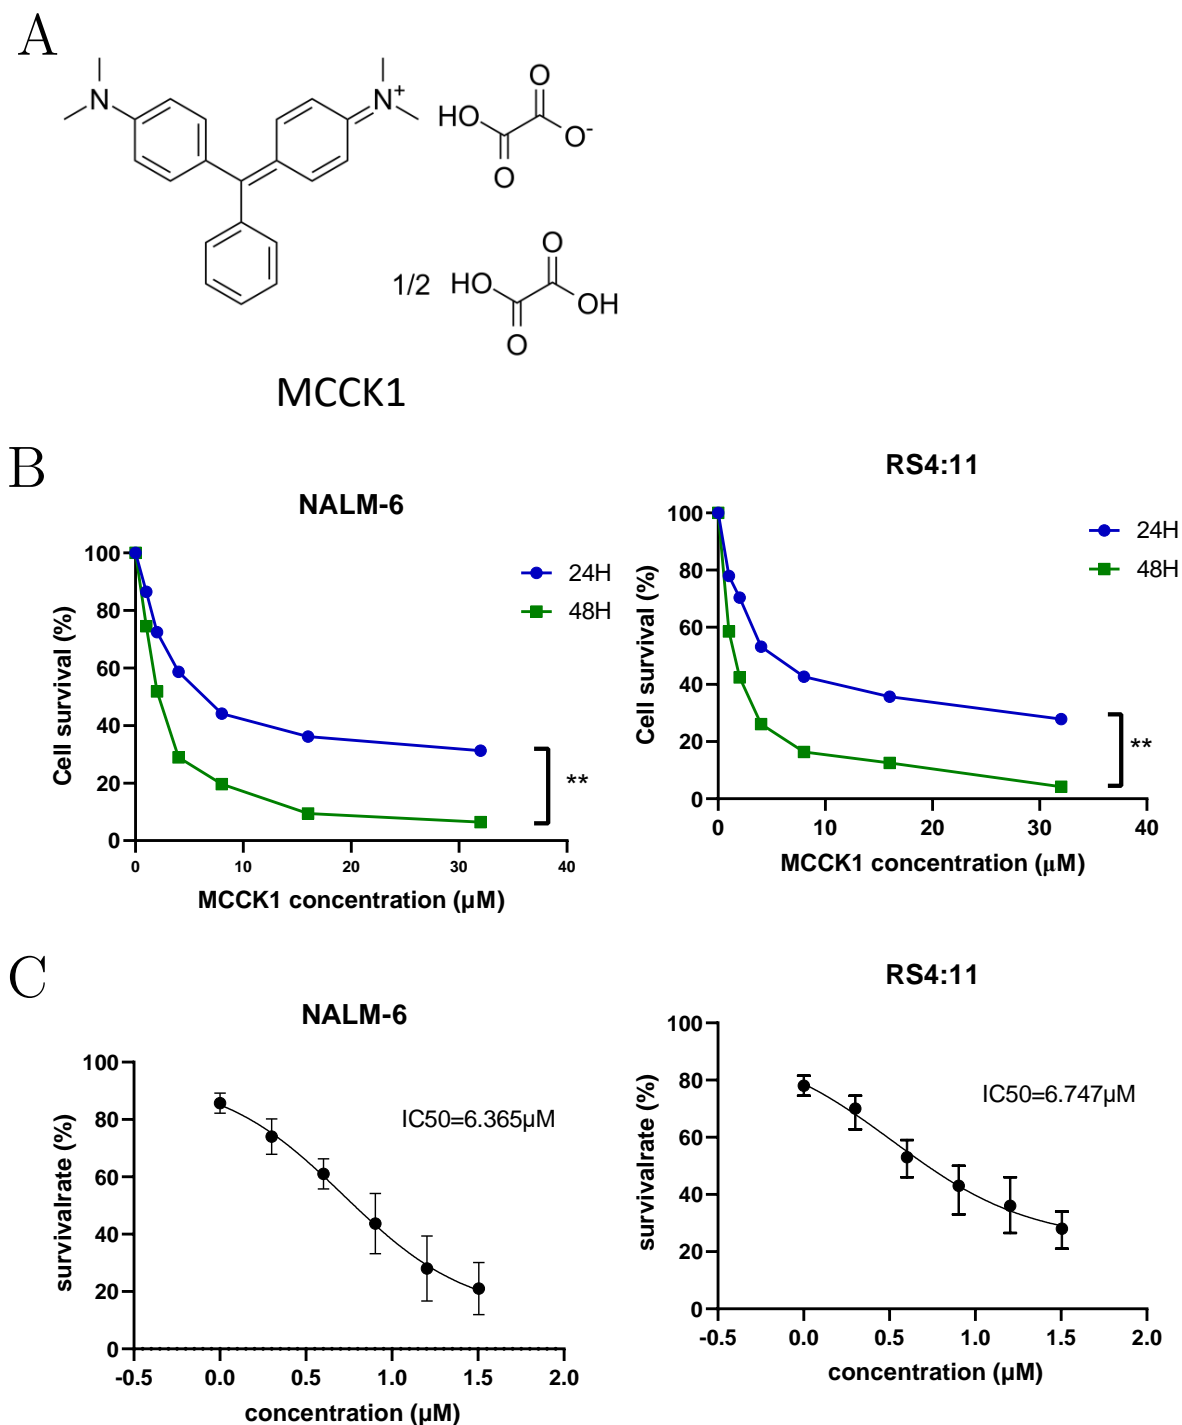 A
N
N+
HO
O
O-
O
1/2
HO
O
OH
O
MCCK1
B
NALM-6
Cell survival (%)
100
80
60
40
20
0
0 10 20 30 40
MCCK1 concentration (µM)
24H
48H
**
RS4:11
Cell survival (%)
100
80
60
40
20
0
0 10 20 30 40
MCCK1 concentration (µM)
24H
48H
**
C
NALM-6
survivalrate (%)
100
80
60
40
20
0
-0.5 0.0 0.5 1.0 1.5 2.0
concentration (µM)
IC50=6.365µM
RS4:11
survivalrate (%)
100
80
60
40
20
0
-0.5 0.0 0.5 1.0 1.5 2.0
concentration (µM)
IC50=6.747µM